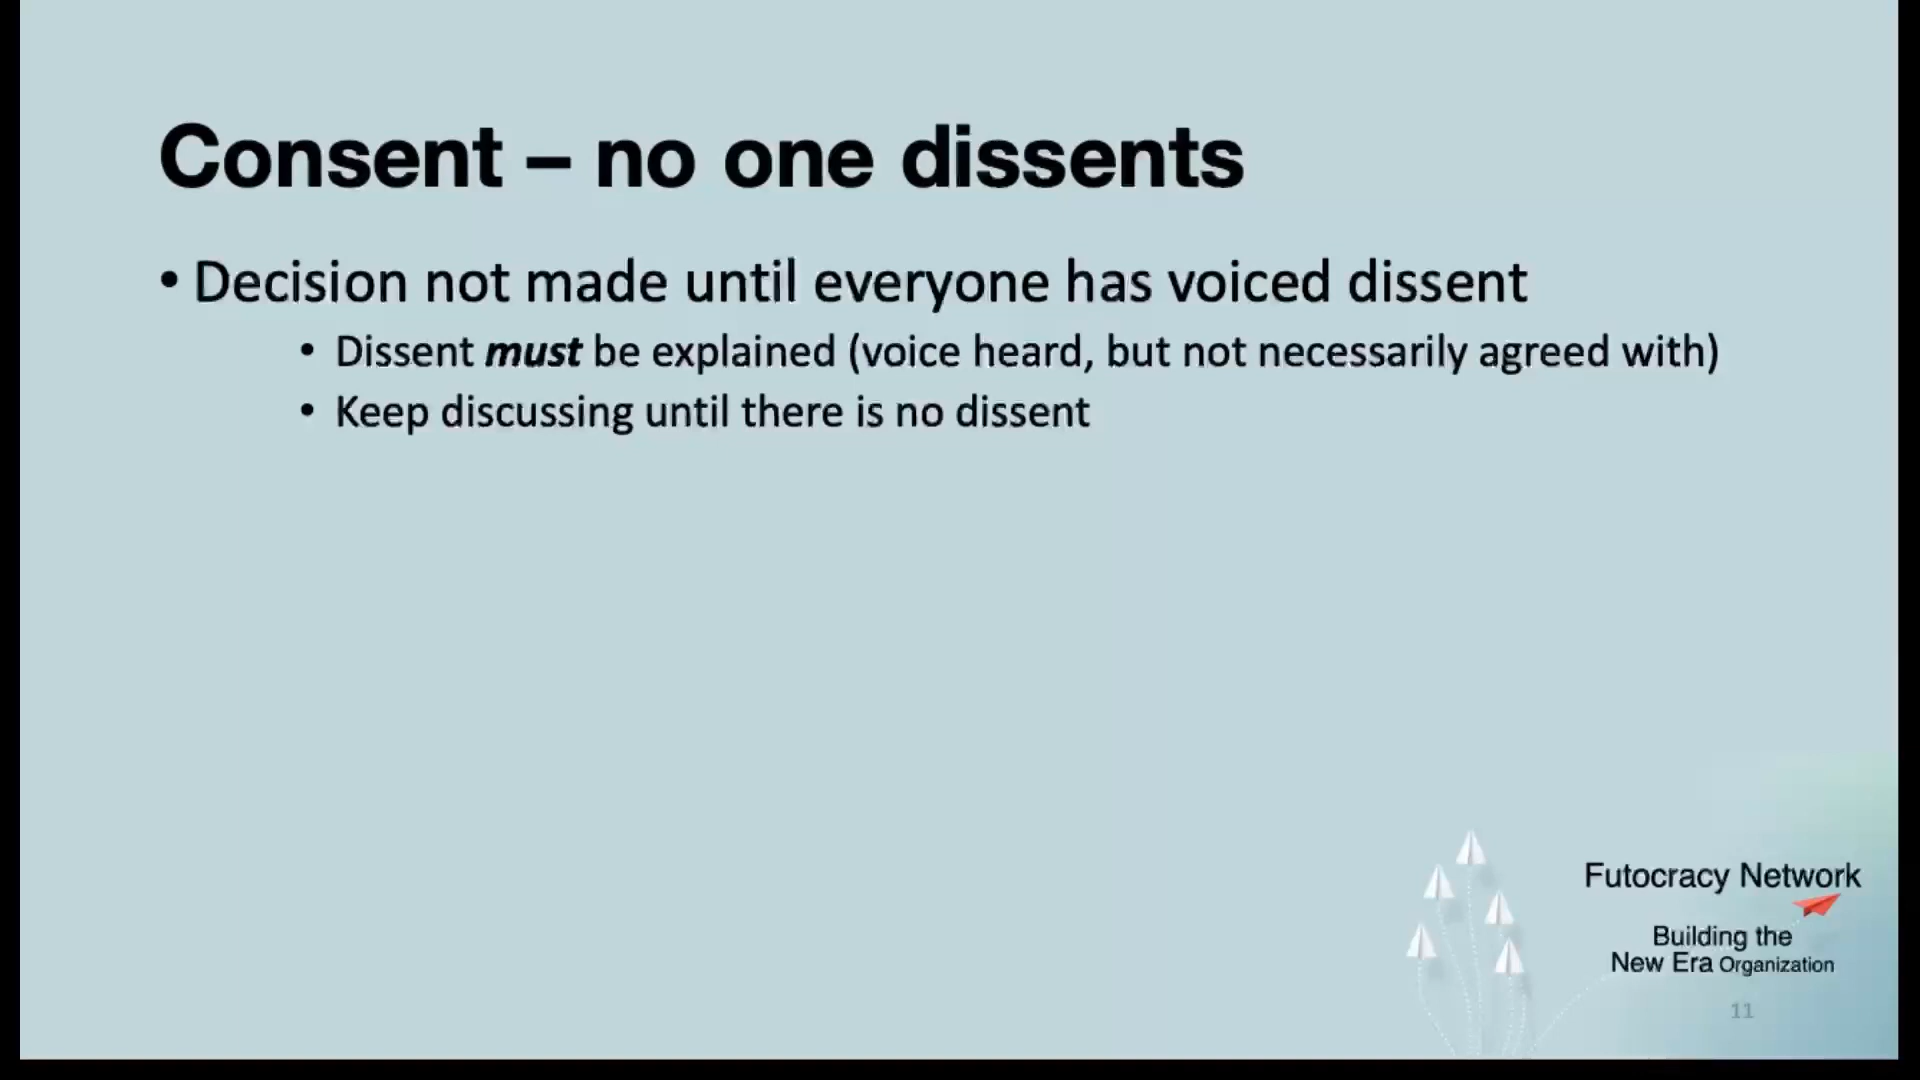 Consent – no one dissents
• Decision not made until everyone has voiced dissent
• Dissent must be explained (voice heard, but not necessarily agreed with)
• Keep discussing until there is no dissent
Futocracy Network
Building the
New Era Organization
11